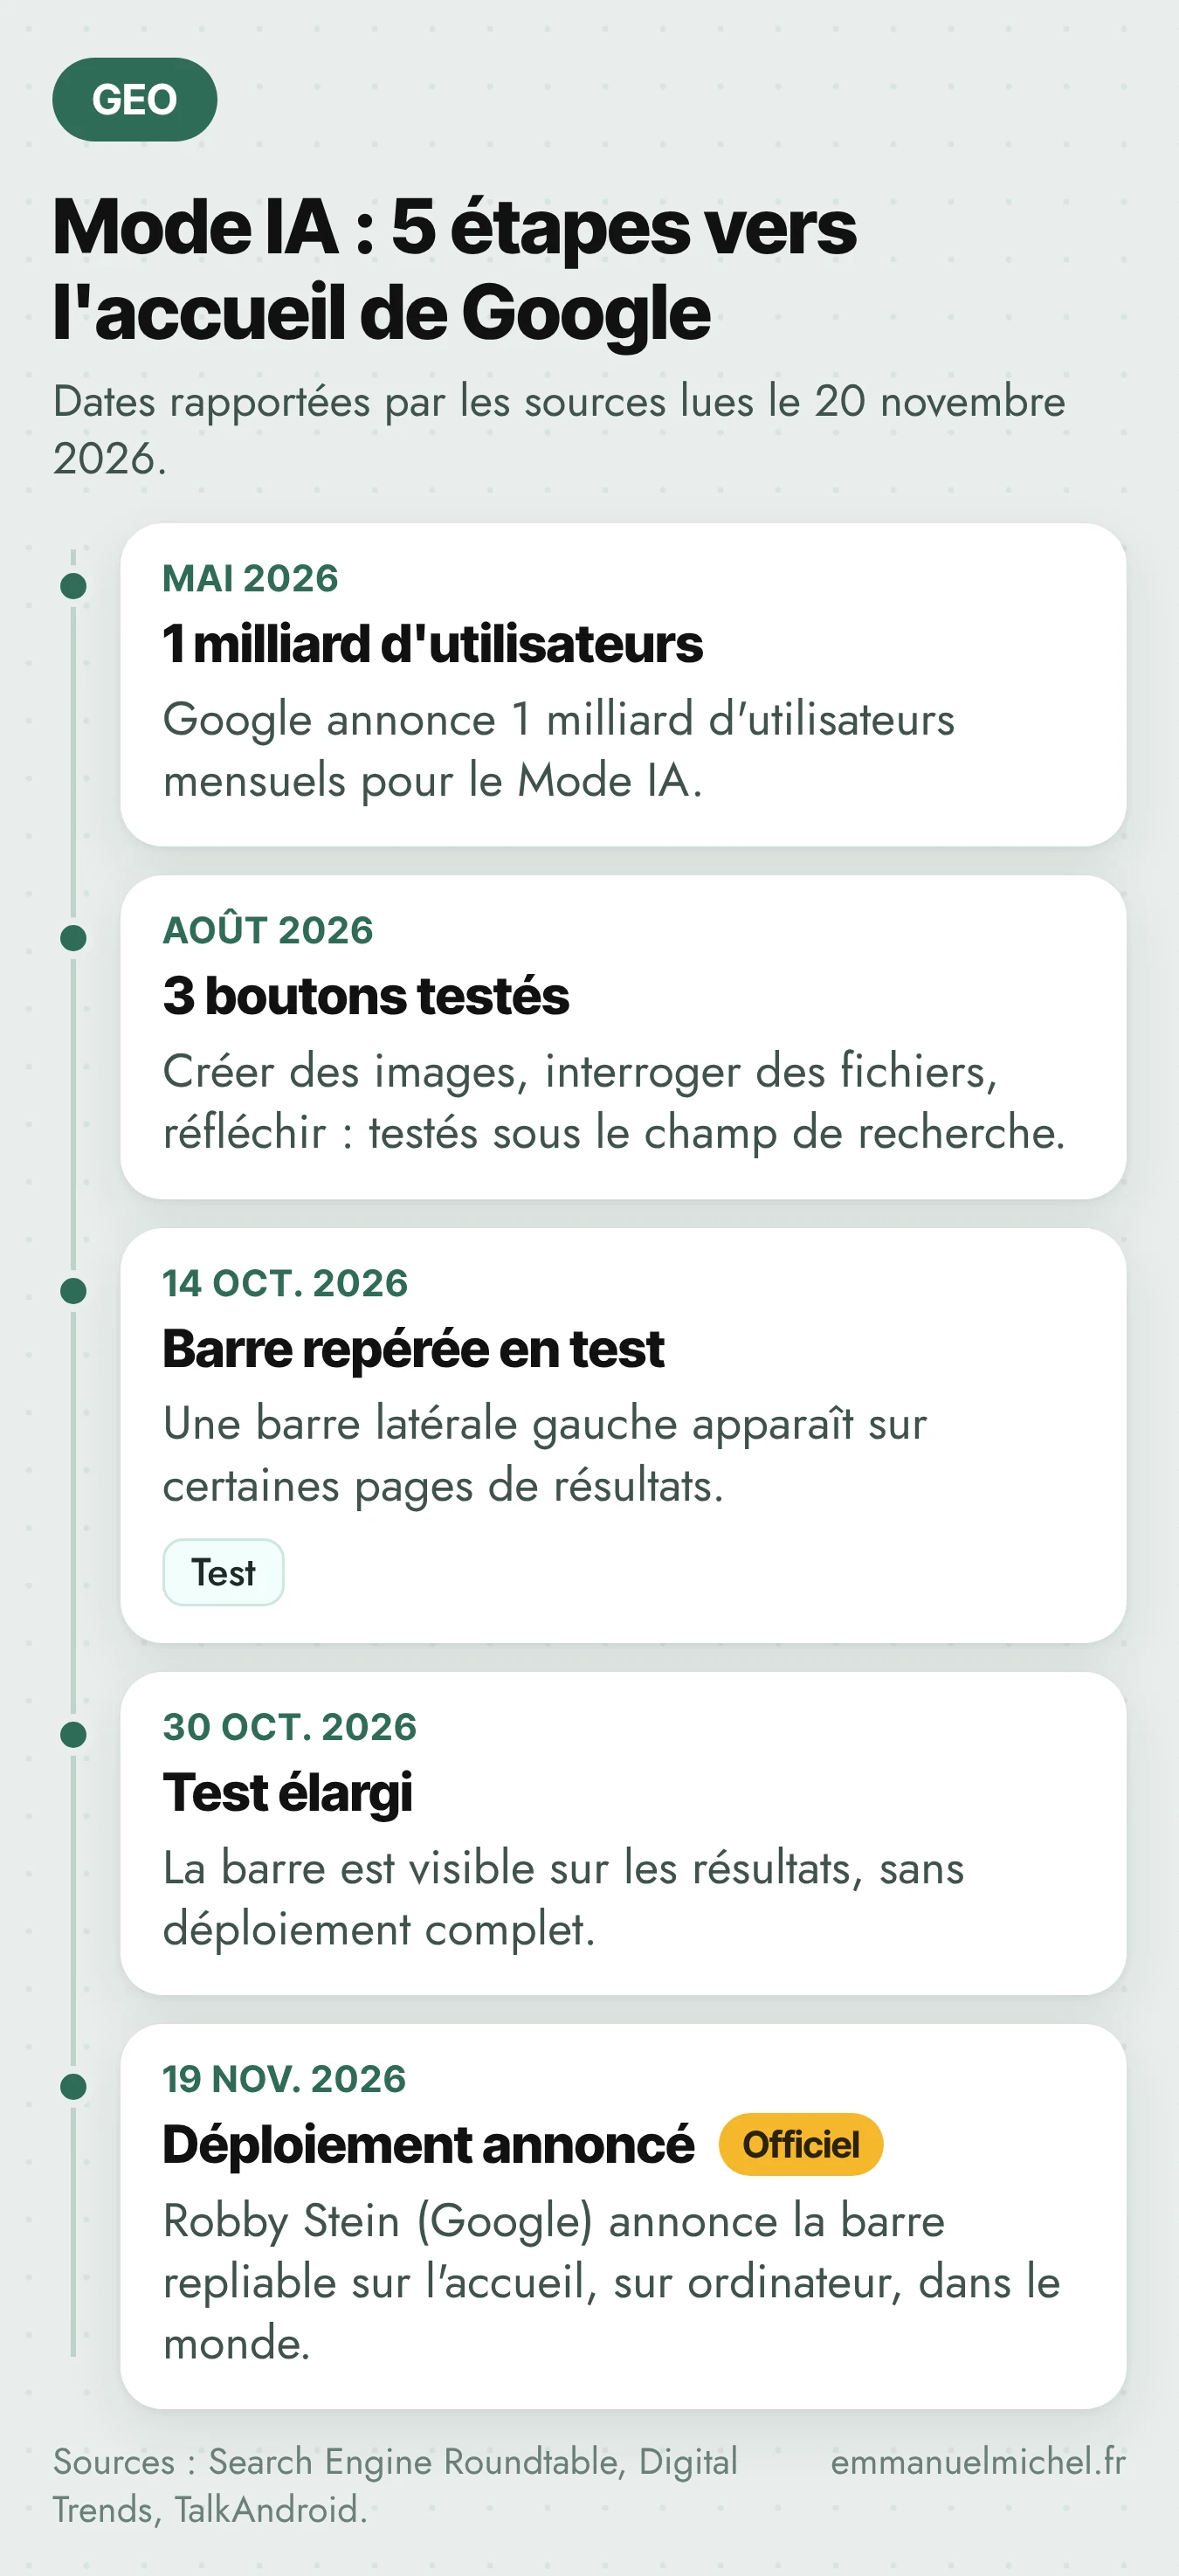 GEO
Mode IA : 5 étapes vers
l'accueil de Google
Dates rapportées par les sources lues le 20 novembre
2026.
MAI 2026
1 milliard d'utilisateurs
Google annonce 1 milliard d'utilisateurs
mensuels pour le Mode IA.
AOÛT 2026
3 boutons testés
Créer des images, interroger des fichiers,
réfléchir : testés sous le champ de recherche.
14 OCT. 2026
Barre repérée en test
Une barre latérale gauche apparaît sur
certaines pages de résultats.
Test
30 OCT. 2026
Test élargi
La barre est visible sur les résultats, sans
déploiement complet.
19 NOV. 2026
Déploiement annoncé Officiel
Robby Stein (Google) annonce la barre
repliable sur l'accueil, sur ordinateur, dans le
monde.
Sources : Search Engine Roundtable, Digital emmanuelmichel.fr
Trends, TalkAndroid.